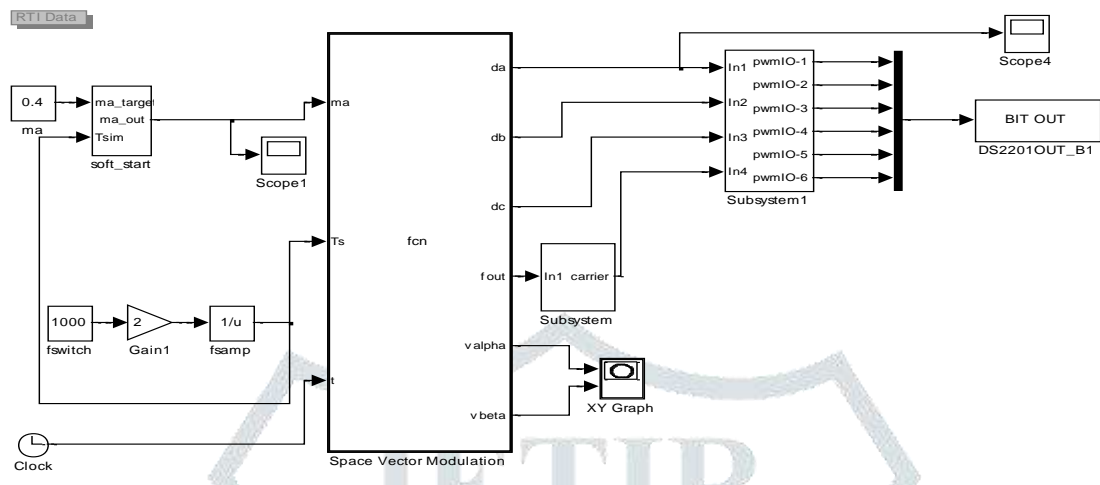 RTI Data
0.4
ma
ma_target
ma_out
Tsim
soft_start
Scope1
1000
fswitch
2
Gain1
1/u
fsamp
Clock
ma
Ts
t
fcn
da
db
dc
fout
valpha
vbeta
Space Vector Modulation
In1 carrier
Subsystem
XY Graph
In1
In2
In3
In4
pwmIO-1
pwmIO-2
pwmIO-3
pwmIO-4
pwmIO-5
pwmIO-6
Subsystem1
Scope4
BIT OUT
DS2201OUT_B1
JETIR